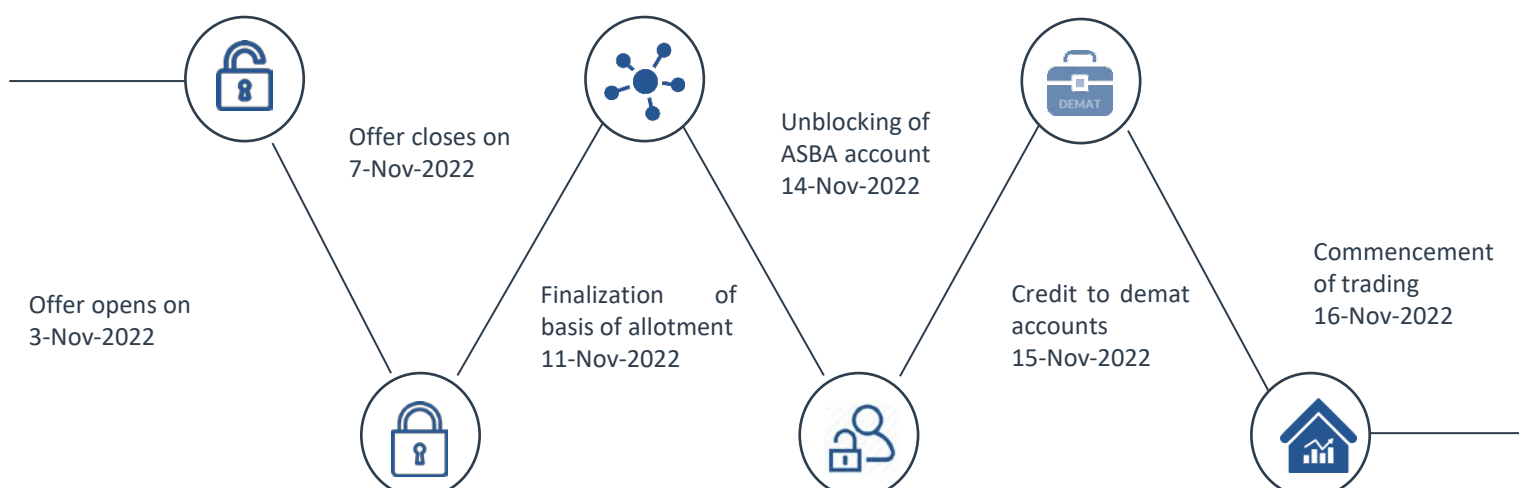 Offer opens on
3-Nov-2022
Offer closes on
7-Nov-2022
Finalization of
basis of allotment
11-Nov-2022
Unblocking of
ASBA account
14-Nov-2022
DEMAT
Credit to demat
accounts
15-Nov-2022
Commencement
of trading
16-Nov-2022